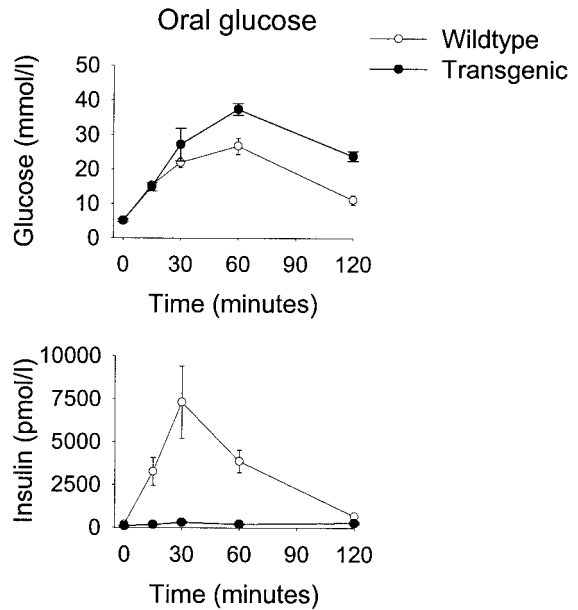 Oral glucose
Wildtype
Transgenic
Glucose (mmol/l)
50
40
30
20
10
0
0 30 60 90 120
Time (minutes)
Insulin (pmol/l)
10000
7500
5000
2500
0
0 30 60 90 120
Time (minutes)